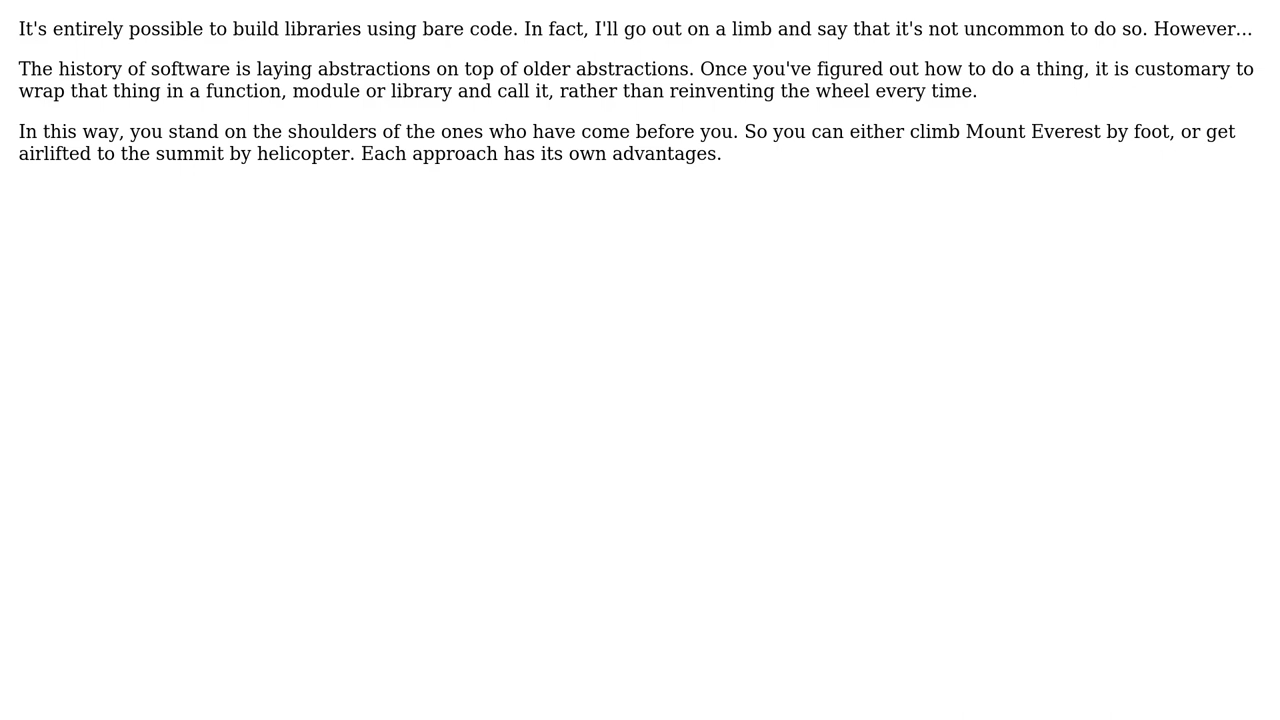 It's entirely possible to build libraries using bare code. In fact, I'll go out on a limb and say that it's not uncommon to do so. However...
The history of software is laying abstractions on top of older abstractions. Once you've figured out how to do a thing, it is customary to
wrap that thing in a function, module or library and call it, rather than reinventing the wheel every time.
In this way, you stand on the shoulders of the ones who have come before you. So you can either climb Mount Everest by foot, or get
airlifted to the summit by helicopter. Each approach has its own advantages.